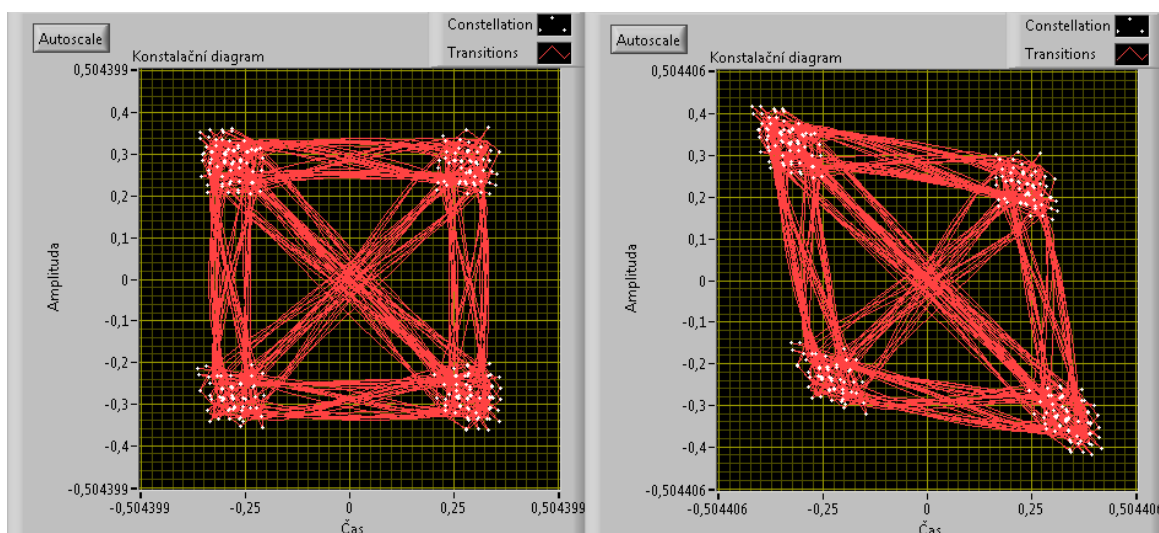 Autoscale
Constellation
Transitions
Konstalační diagram
0,504399
0,4
0,3
0,2
0,1
0
-0,1
-0,2
-0,3
-0,4
-0,504399
-0,504399
-0,25
0
0,25
0,504399
Amplituda
Čas
Autoscale
Constellation
Transitions
Konstalační diagram
0,504406
0,4
0,3
0,2
0,1
0
-0,1
-0,2
-0,3
-0,4
-0,504406
-0,504406
-0,25
0
0,25
0,504406
Amplituda
Čas